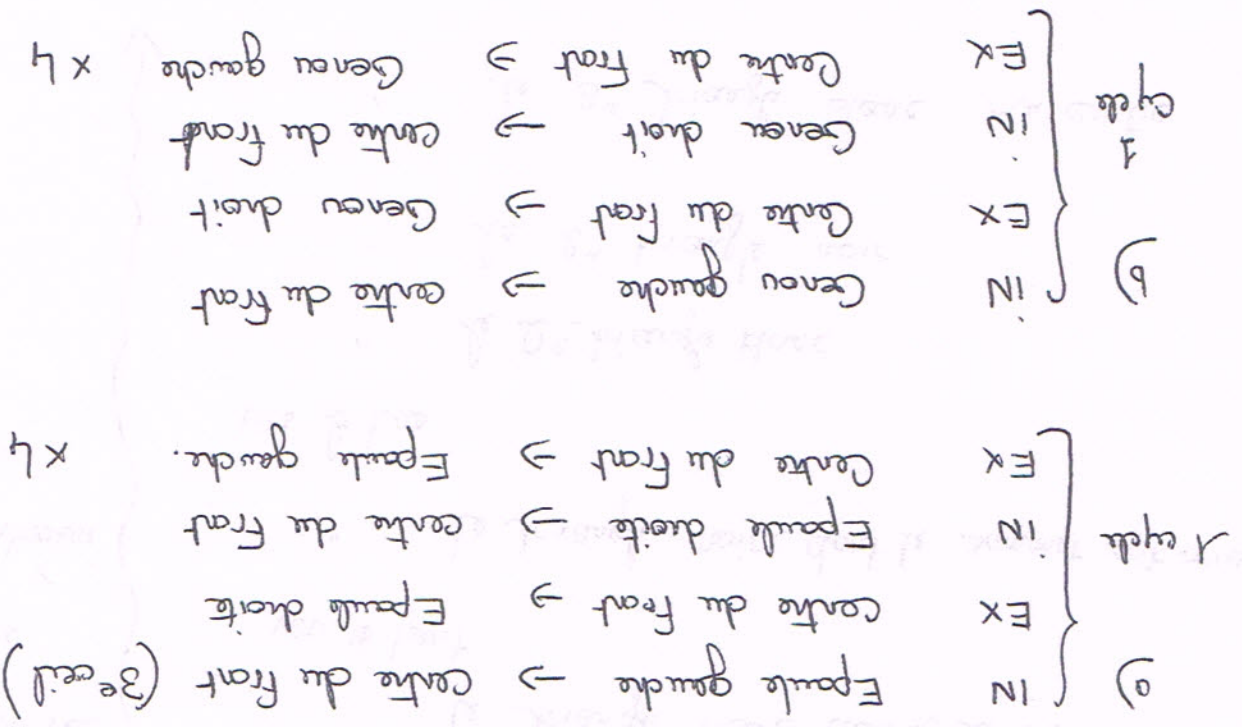 a) IN Epaule gauche → Centre du Front (3e oeil)
EX Centre du Front → Epaule droite
1 cycle IN Epaule droite → Centre du Front
EX Centre du Front → Epaule gauche. × 4
b) iN Genou gauche → Centre du Front
EX Centre du Front → Genou droit
1 cycle iN Genou droit → Centre du Front
EX Centre du Front → Genou gauche × 4